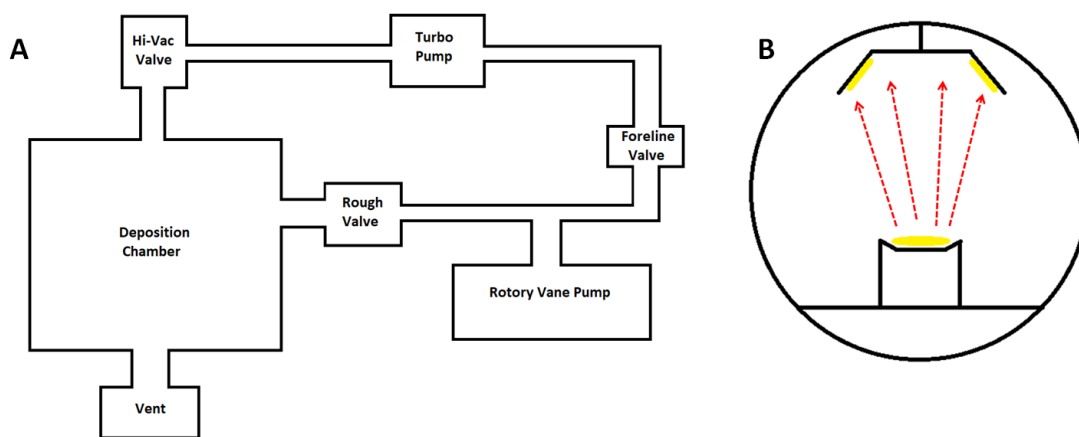 A
Hi-Vac
Valve
Turbo
Pump
Foreline
Valve
Rough
Valve
Deposition
Chamber
Rotory Vane Pump
Vent
B